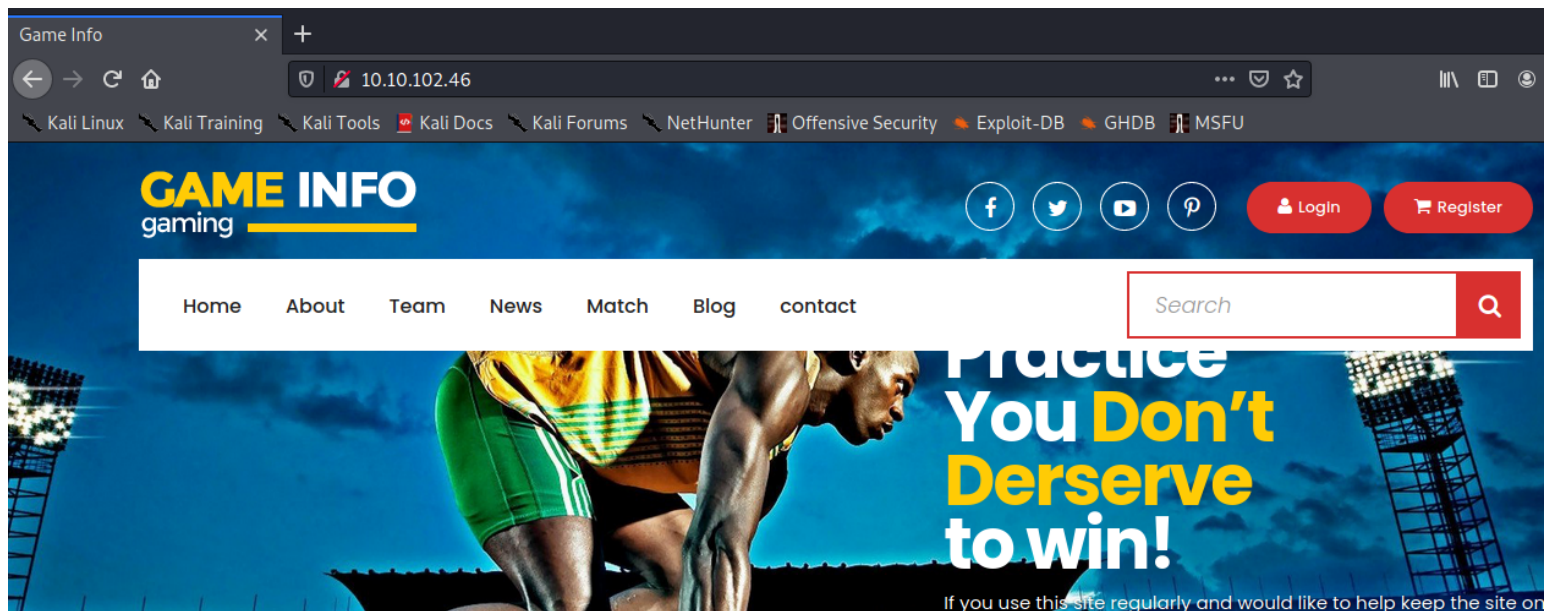 Game Info
10.10.102.46
Kali Linux Kali Training Kali Tools Kali Docs Kali Forums NetHunter Offensive Security Exploit-DB GHDB MSFU
GAME INFO
gaming
Login Register
Home About Team News Match Blog contact Search
Practice
You Don't
Derserve
to win!
If you use this site regularly and would like to help keep the site on